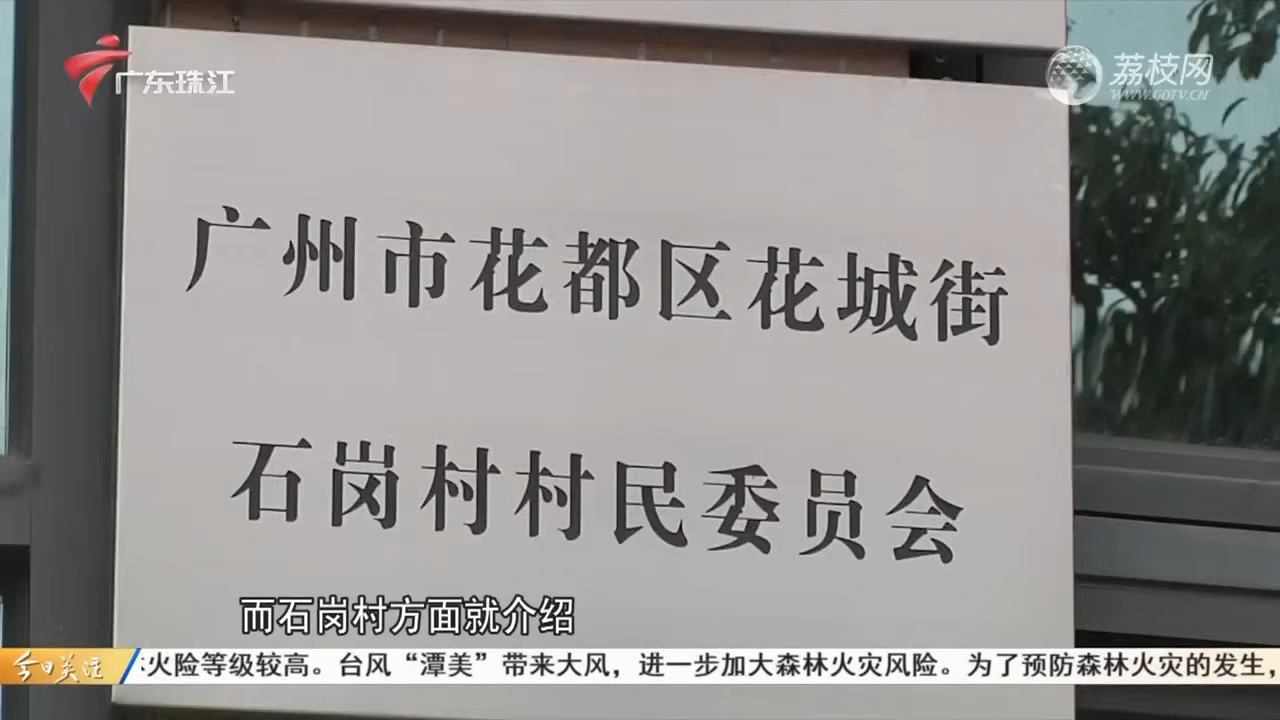 广东珠江
荔枝网
WWW.GDTV.CN
广州市花都区花城街
石岗村村民委员会
而石岗村方面就介绍
今日关注
火险等级较高。台风“潭美”带来大风，进一步加大森林火灾风险。为了预防森林火灾的发生，